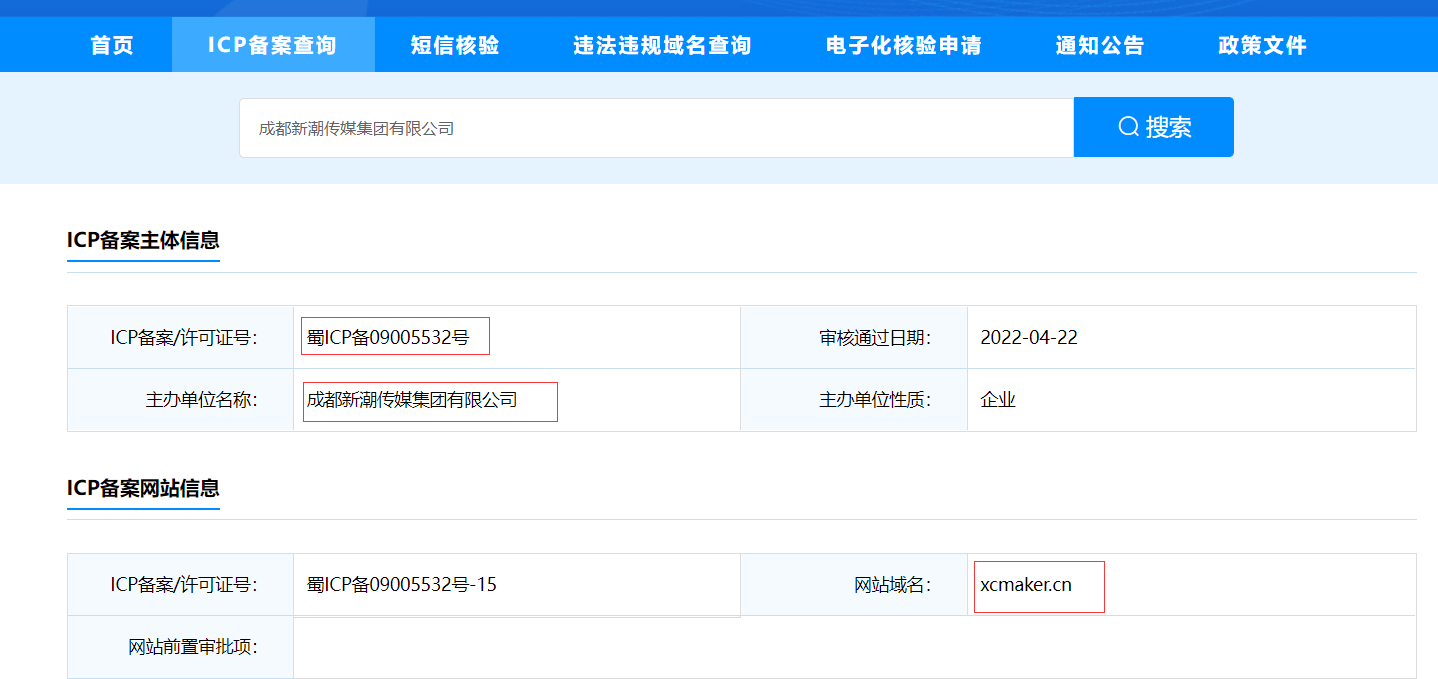 首页 ICP备案查询 短信核验 违法违规域名查询 电子化核验申请 通知公告 政策文件
成都新潮传媒集团有限公司 搜索
ICP备案主体信息
ICP备案/许可证号： 蜀ICP备09005532号 审核通过日期： 2022-04-22
主办单位名称： 成都新潮传媒集团有限公司 主办单位性质： 企业
ICP备案网站信息
ICP备案/许可证号： 蜀ICP备09005532号-15 网站域名： xcmaker.cn
网站前置审批项：